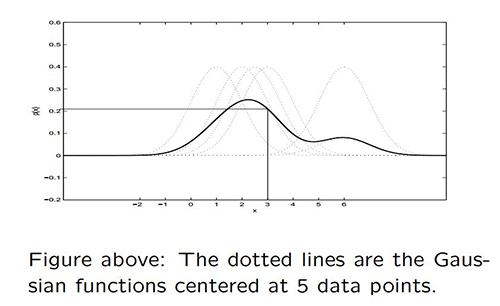 0.6
0.5
0.4
0.3
0.2
0.1
0
−0.1
−0.2
p(x)
−2 −1 0 1 2 3 4 5 6
x
Figure above: The dotted lines are the Gaus-
sian functions centered at 5 data points.